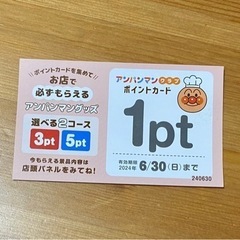 ポイントカードを集めて
お店で
必ずもらえる
アンパンマングッズ
選べる2コース
3pt 5pt
今もらえる景品内容は
店頭パネルをみてね!
アンパンマンクラブ
ポイントカード
1pt
有効期限
2024年 6/30(日)まで
240630